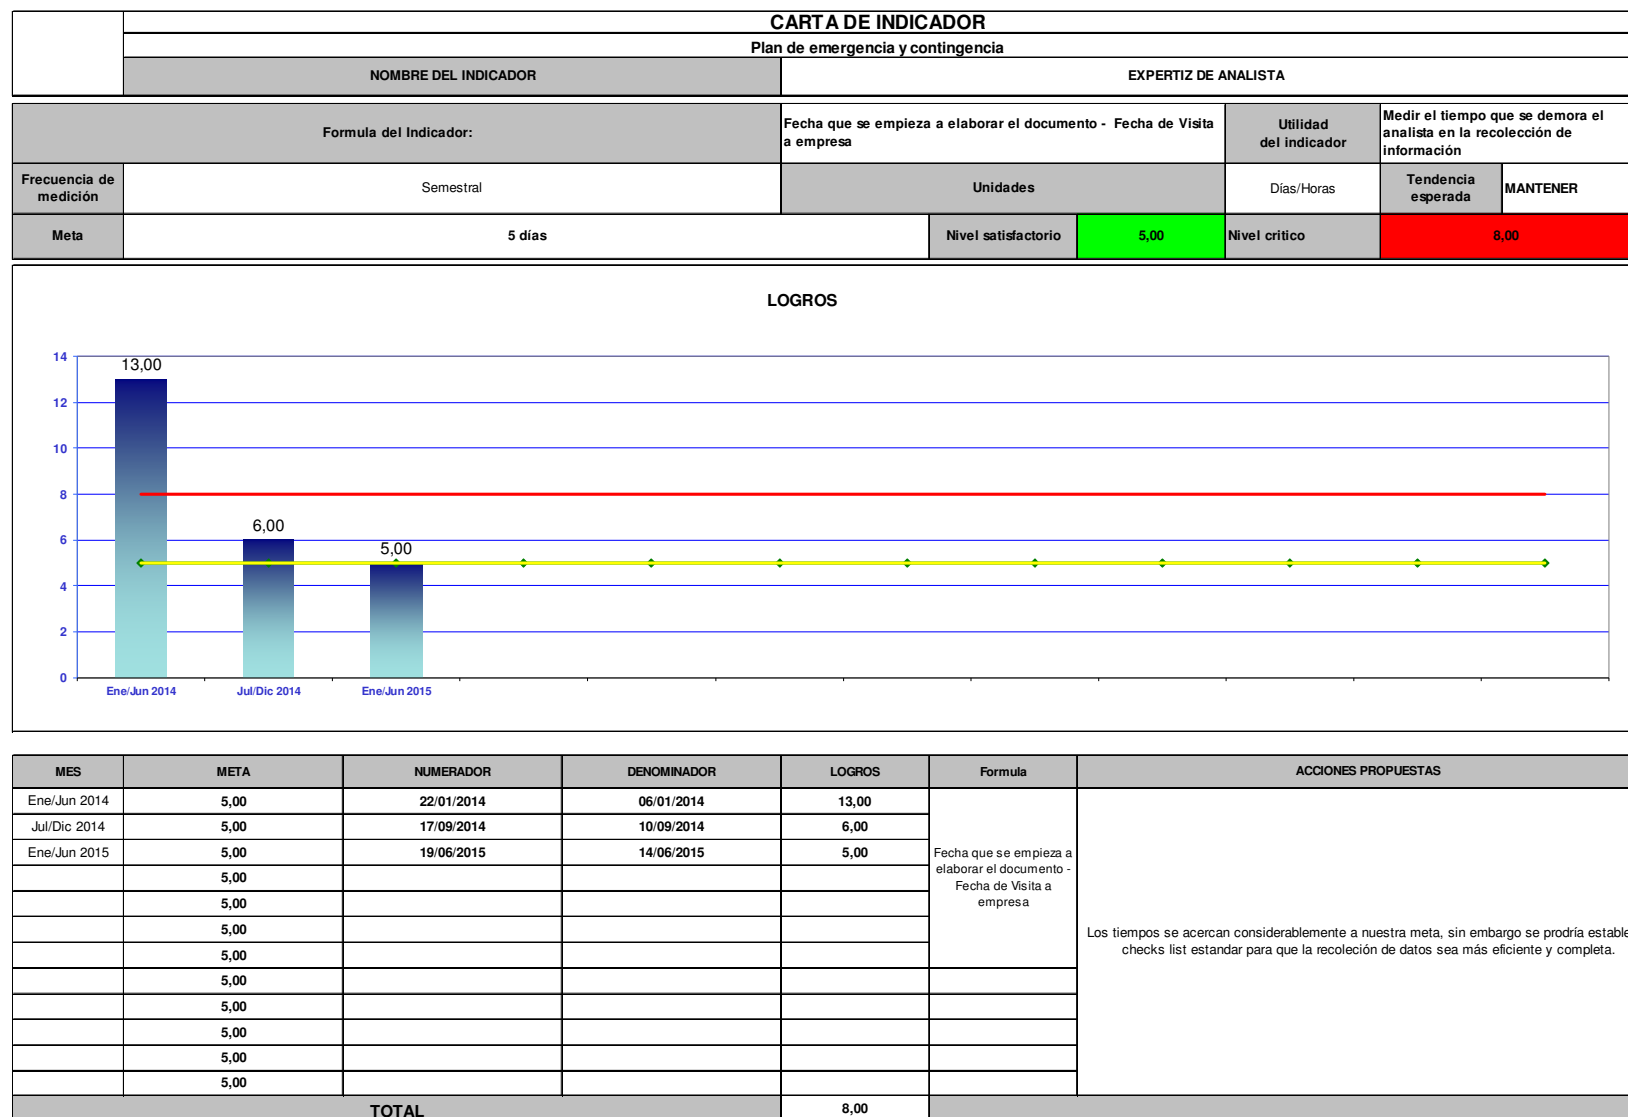 CARTA DE INDICADOR
Plan de emergencia y contingencia
NOMBRE DEL INDICADOR
EXPERTIZ DE ANALISTA
Formula del Indicador:
Fecha que se empieza a elaborar el documento - Fecha de Visita
a empresa
Utilidad
del indicador
Medir el tiempo que se demora el
analista en la recolección de
información
Frecuencia de
medición
Semestral
Unidades
Días/Horas
Tendencia
esperada
MANTENER
Meta
5 días
Nivel satisfactorio
5,00
Nivel critico
8,00
LOGROS
14
12
10
8
6
4
2
0
13,00
6,00
5,00
Ene/Jun 2014
Jul/Dic 2014
Ene/Jun 2015
MES META NUMERADOR DENOMINADOR LOGROS Formula ACCIONES PROPUESTAS
Ene/Jun 2014 5,00 22/01/2014 06/01/2014 13,00
Jul/Dic 2014 5,00 17/09/2014 10/09/2014 6,00
Ene/Jun 2015 5,00 19/06/2015 14/06/2015 5,00
5,00
5,00
5,00
5,00
5,00
5,00
5,00
5,00
5,00
Fecha que se empieza a
elaborar el documento -
Fecha de Visita a
empresa
Los tiempos se acercan considerablemente a nuestra meta, sin embargo se prodría estable
checks list estandar para que la recoleción de datos sea más eficiente y completa.
TOTAL 8,00